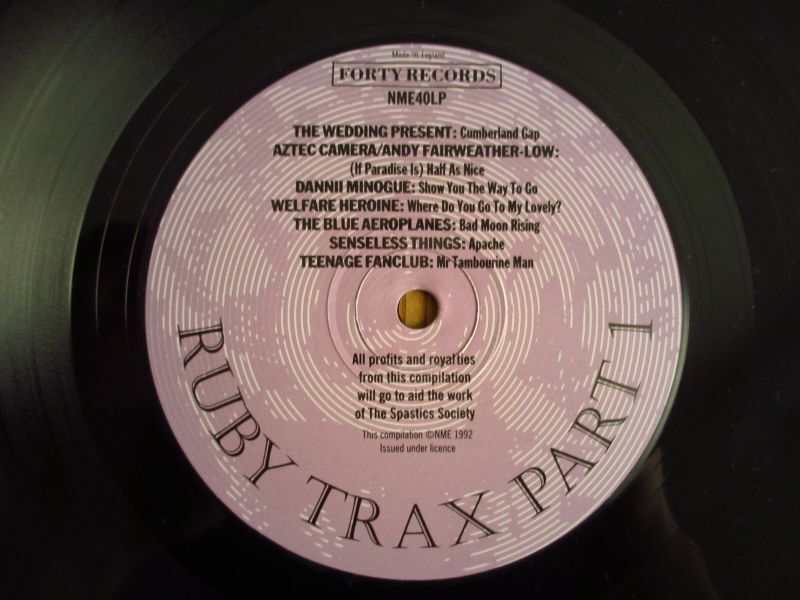 Made in England
FORTY RECORDS
NME40LP
THE WEDDING PRESENT: Cumberland Gap
AZTEC CAMERA/ANDY FAIRWEATHER-LOW:
(If Paradise Is) Half As Nice
DANNII MINOGUE: Show You The Way To Go
WELFARE HEROINE: Where Do You Go To My Lovely?
THE BLUE AEROPLANES: Bad Moon Rising
SENSELESS THINGS: Apache
TEENAGE FANCLUB: Mr Tambourine Man
All profits and royalties
from this compilation
will go to aid the work
of The Spastics Society
This compilation ©NME 1992
Issued under licence
RUBY TRAX PART 1